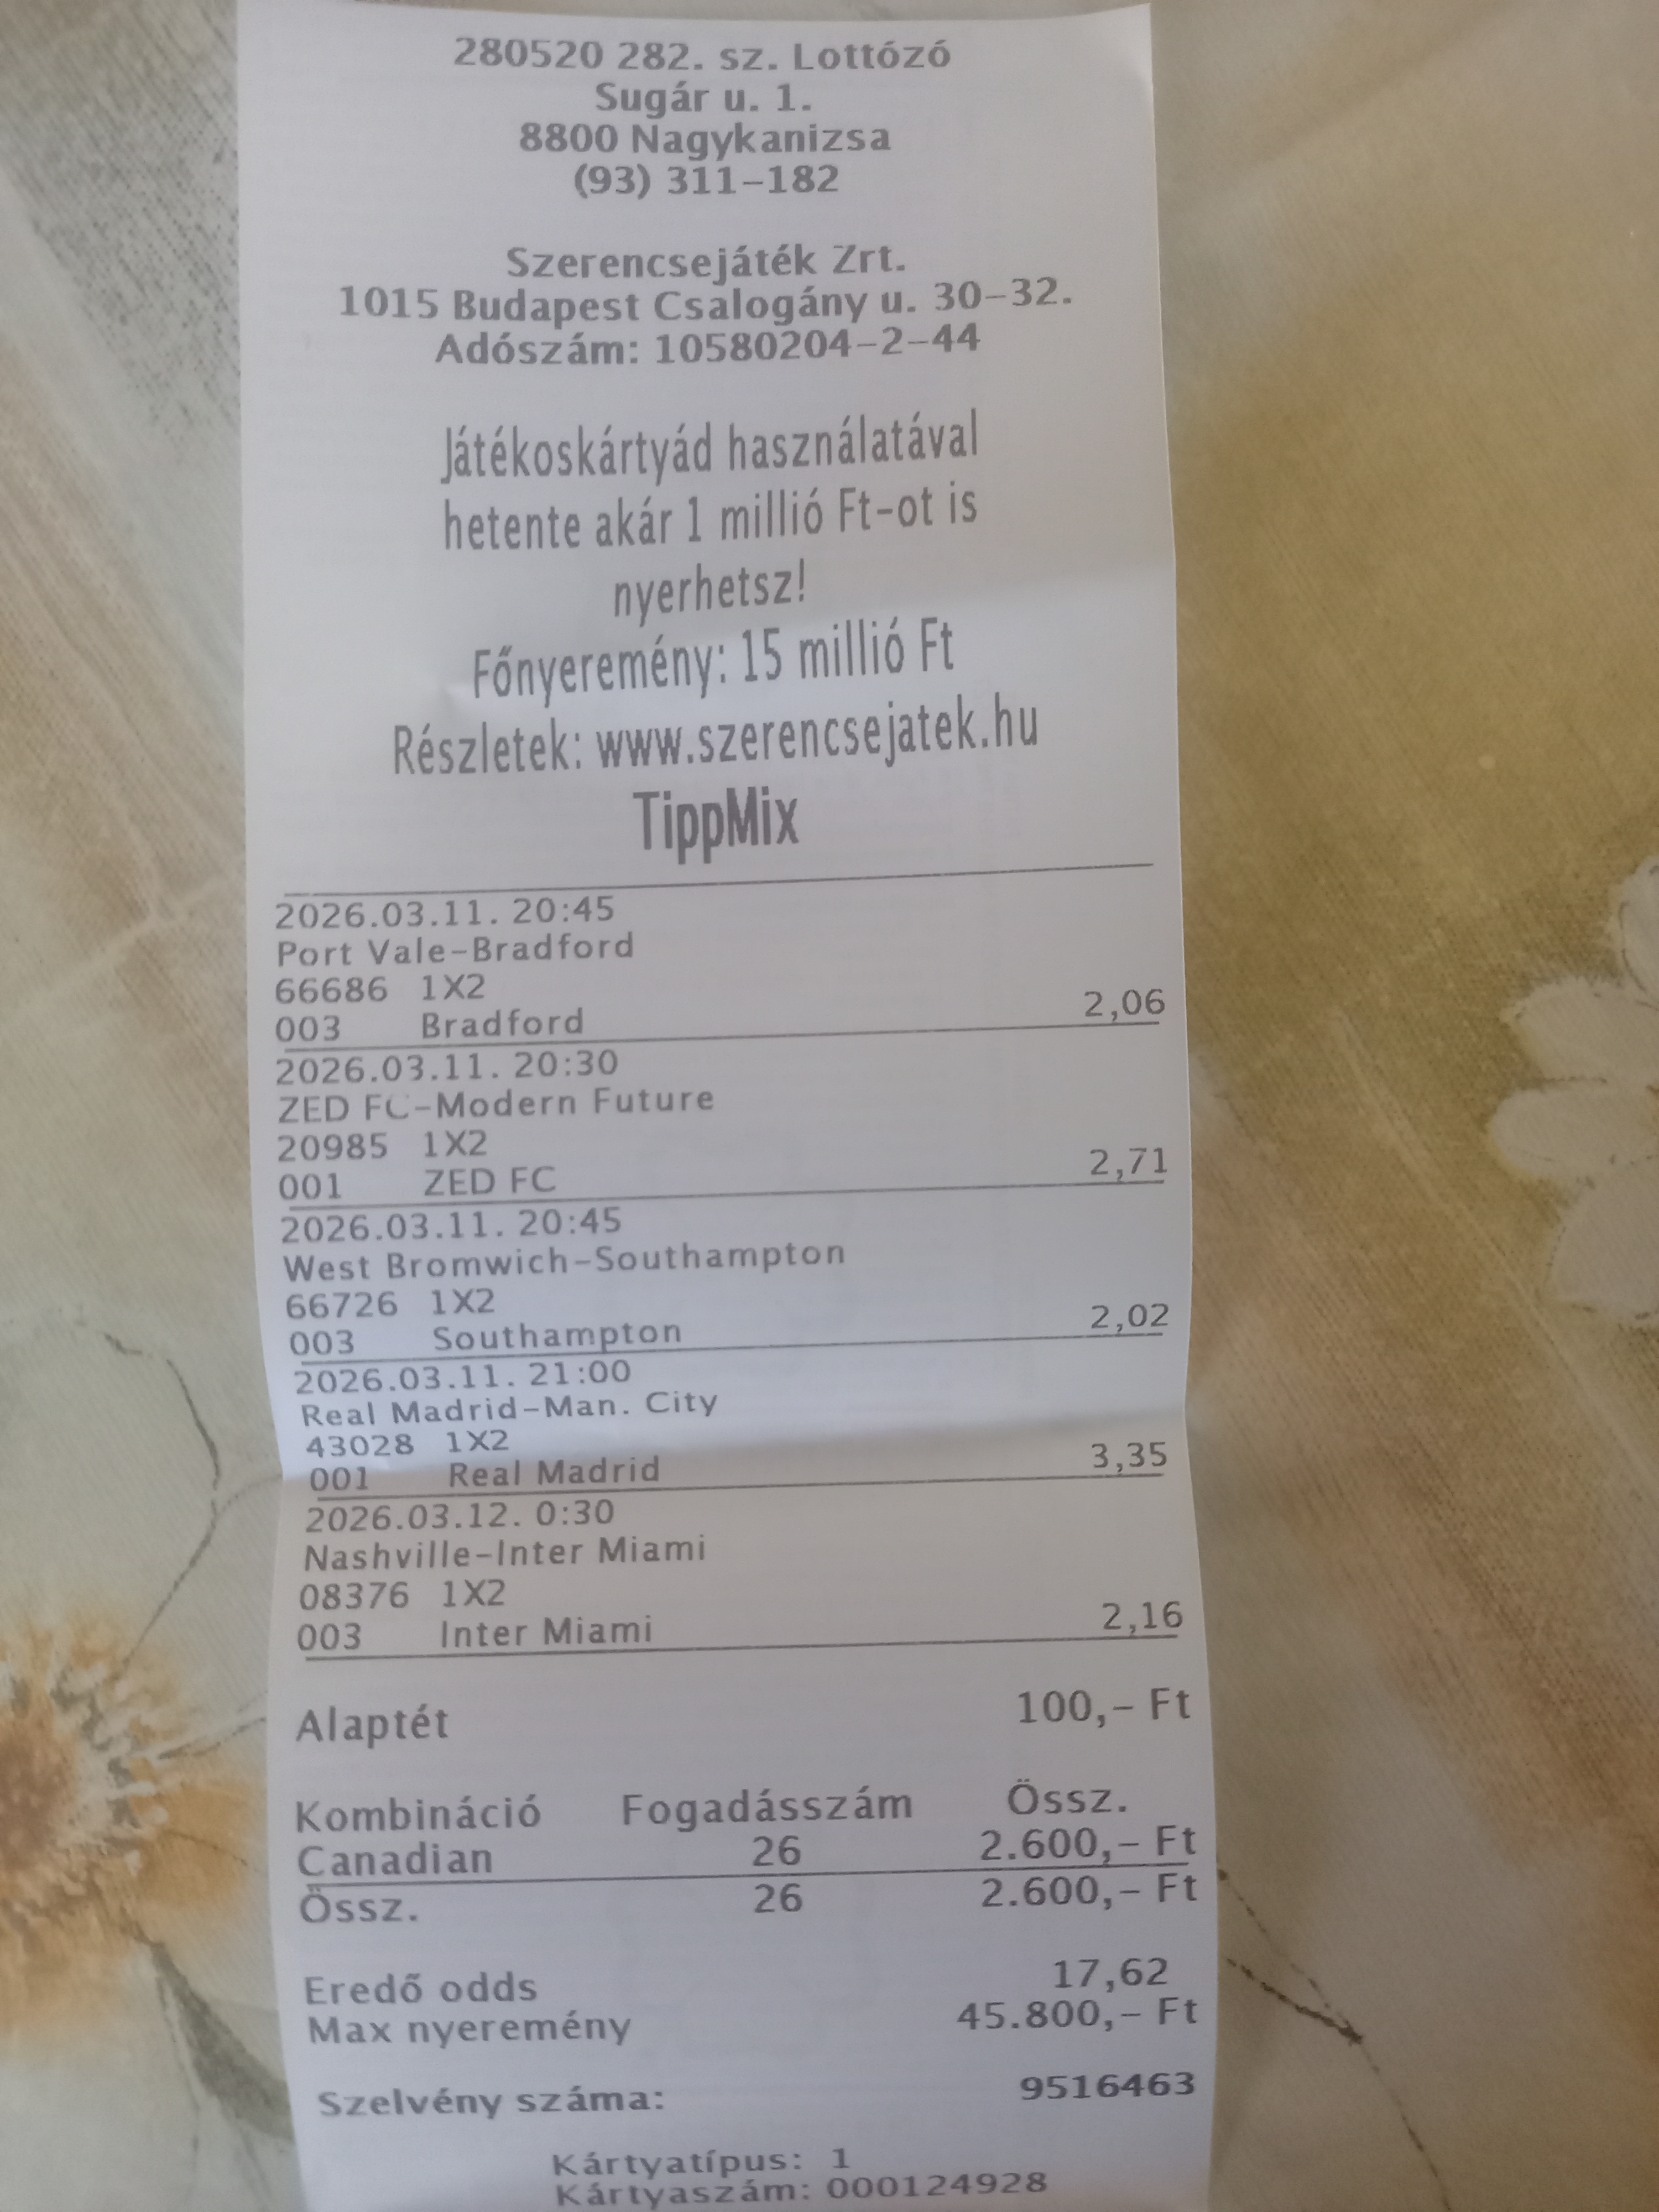 280520 282. sz. Lottózó
Sugár u. 1.
8800 Nagykanizsa
(93) 311-182
Szerencsejáték Zrt.
1015 Budapest Csalogány u. 30-32.
Adószám: 10580204-2-44
Játékoskártyád használatával
hetente akár 1 millió Ft-ot is
nyerhetsz!
Főnyeremény: 15 millió Ft
Részletek: www.szerencsejatek.hu
TippMix
2026.03.11. 20:45
Port Vale-Bradford
66686 1X2
003 Bradford 2,06
2026.03.11. 20:30
ZED FC-Modern Future
20985 1X2
001 ZED FC 2,71
2026.03.11. 20:45
West Bromwich-Southampton
66726 1X2
003 Southampton 2,02
2026.03.11. 21:00
Real Madrid-Man. City
43028 1X2
001 Real Madrid 3,35
2026.03.12. 0:30
Nashville-Inter Miami
08376 1X2
003 Inter Miami 2,16
Alaptét 100,- Ft
Kombináció Fogadásszám Össz.
Canadian 26 2.600,- Ft
Össz. 26 2.600,- Ft
Eredő odds 17,62
Max nyeremény 45.800,- Ft
Szelvény száma: 9516463
Kártyatípus: 1
Kártyaszám: 000124928